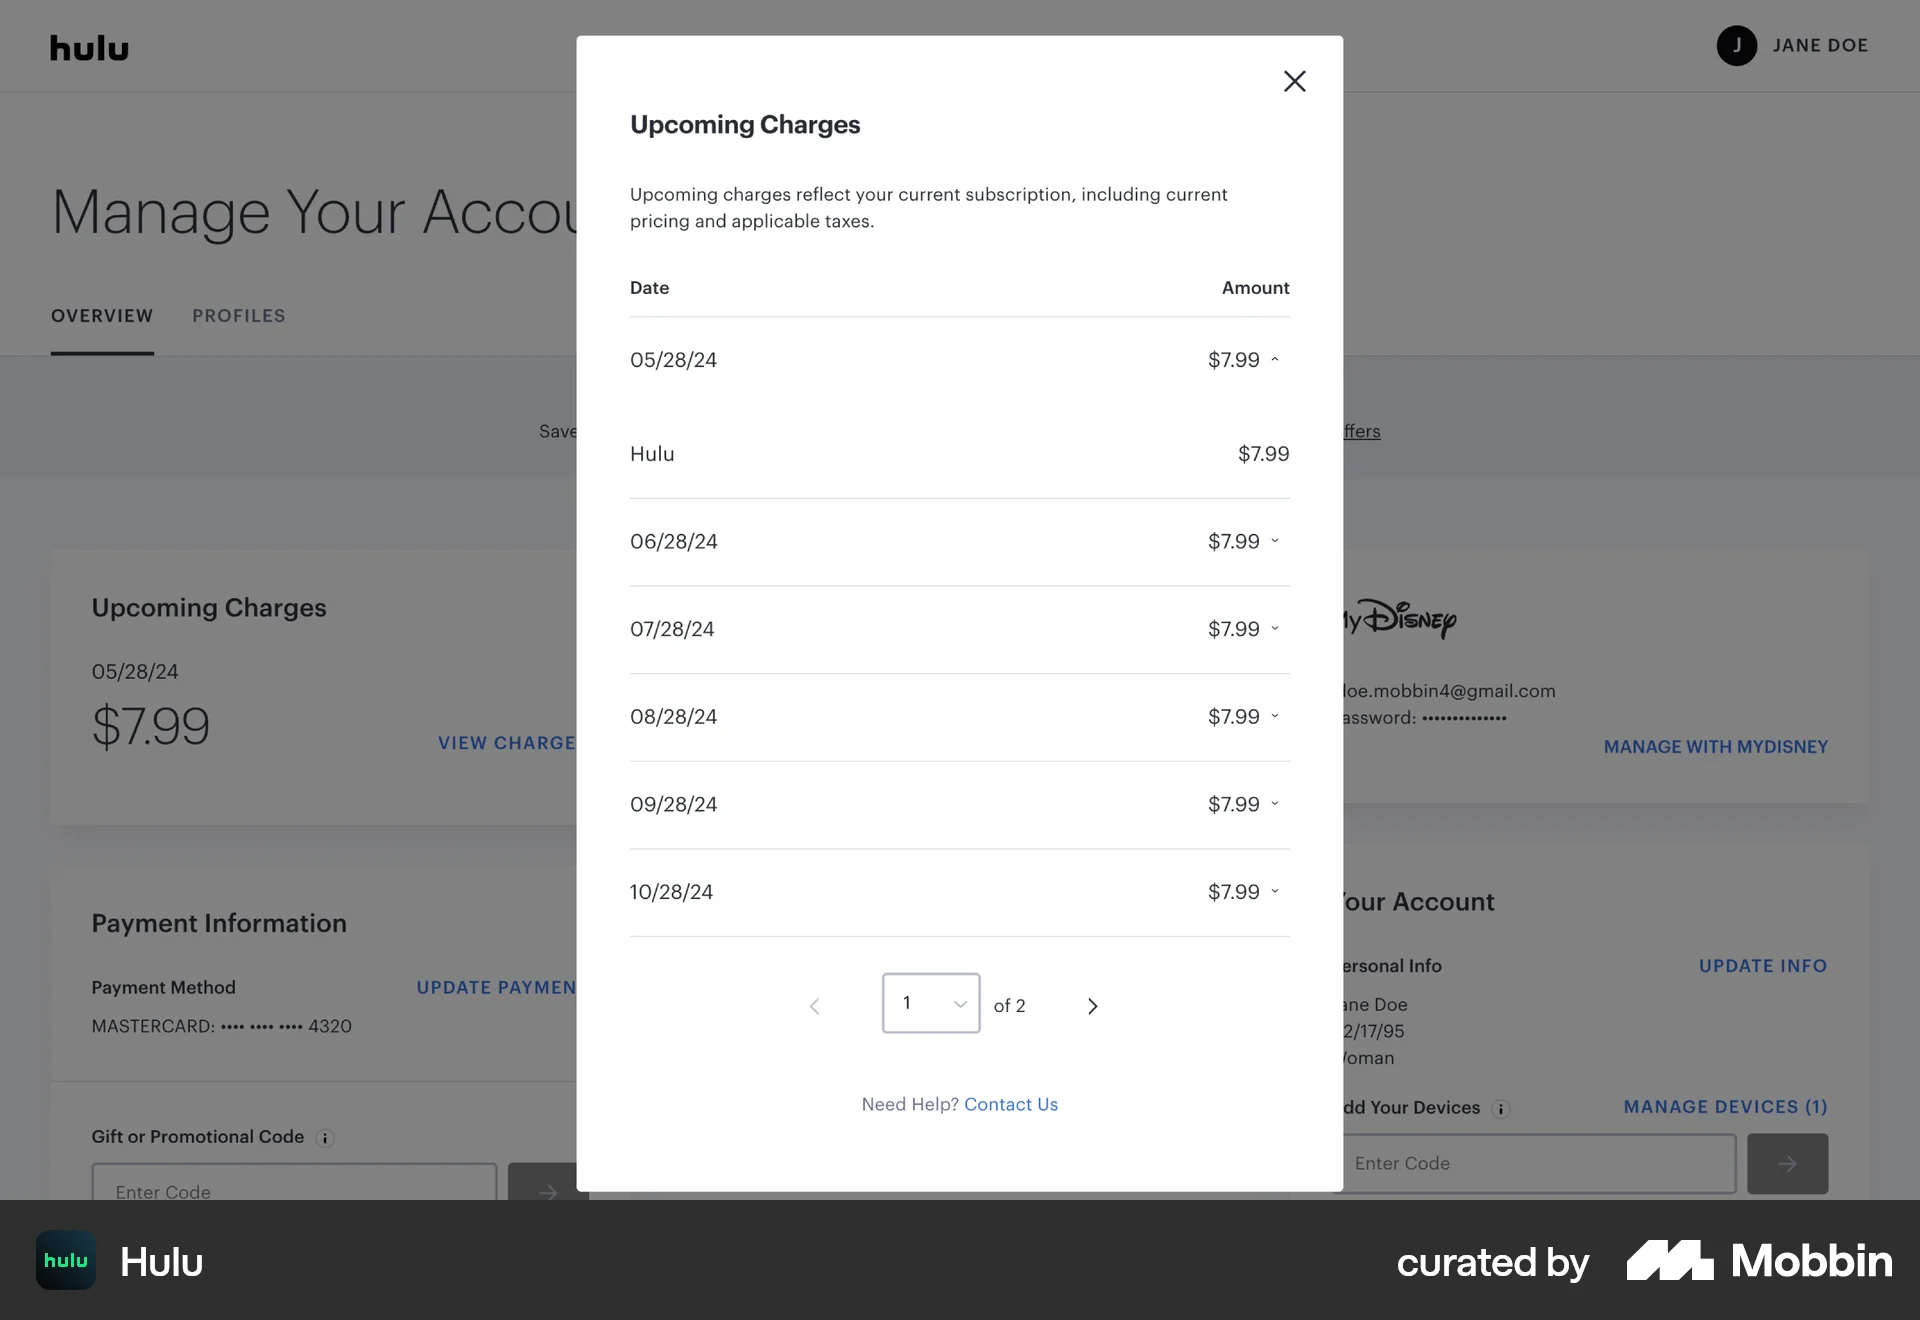 hulu
J JANE DOE
Manage Your Accou
OVERVIEW PROFILES
Save
ffers
Upcoming Charges
05/28/24
$7.99
VIEW CHARGE
Payment Information
Payment Method UPDATE PAYMEN
MASTERCARD: •••• •••• •••• 4320
Gift or Promotional Code i
Enter Code
Upcoming Charges
Upcoming charges reflect your current subscription, including current
pricing and applicable taxes.
Date Amount
05/28/24 $7.99
Hulu $7.99
06/28/24 $7.99
07/28/24 $7.99
08/28/24 $7.99
09/28/24 $7.99
10/28/24 $7.99
1 of 2
Need Help? Contact Us
My Disney
doe.mobbin4@gmail.com
assword: ••••••••••••••
MANAGE WITH MYDISNEY
Your Account
ersonal Info UPDATE INFO
ane Doe
2/17/95
Woman
dd Your Devices i MANAGE DEVICES (1)
Enter Code
hulu Hulu
curated by Mobbin